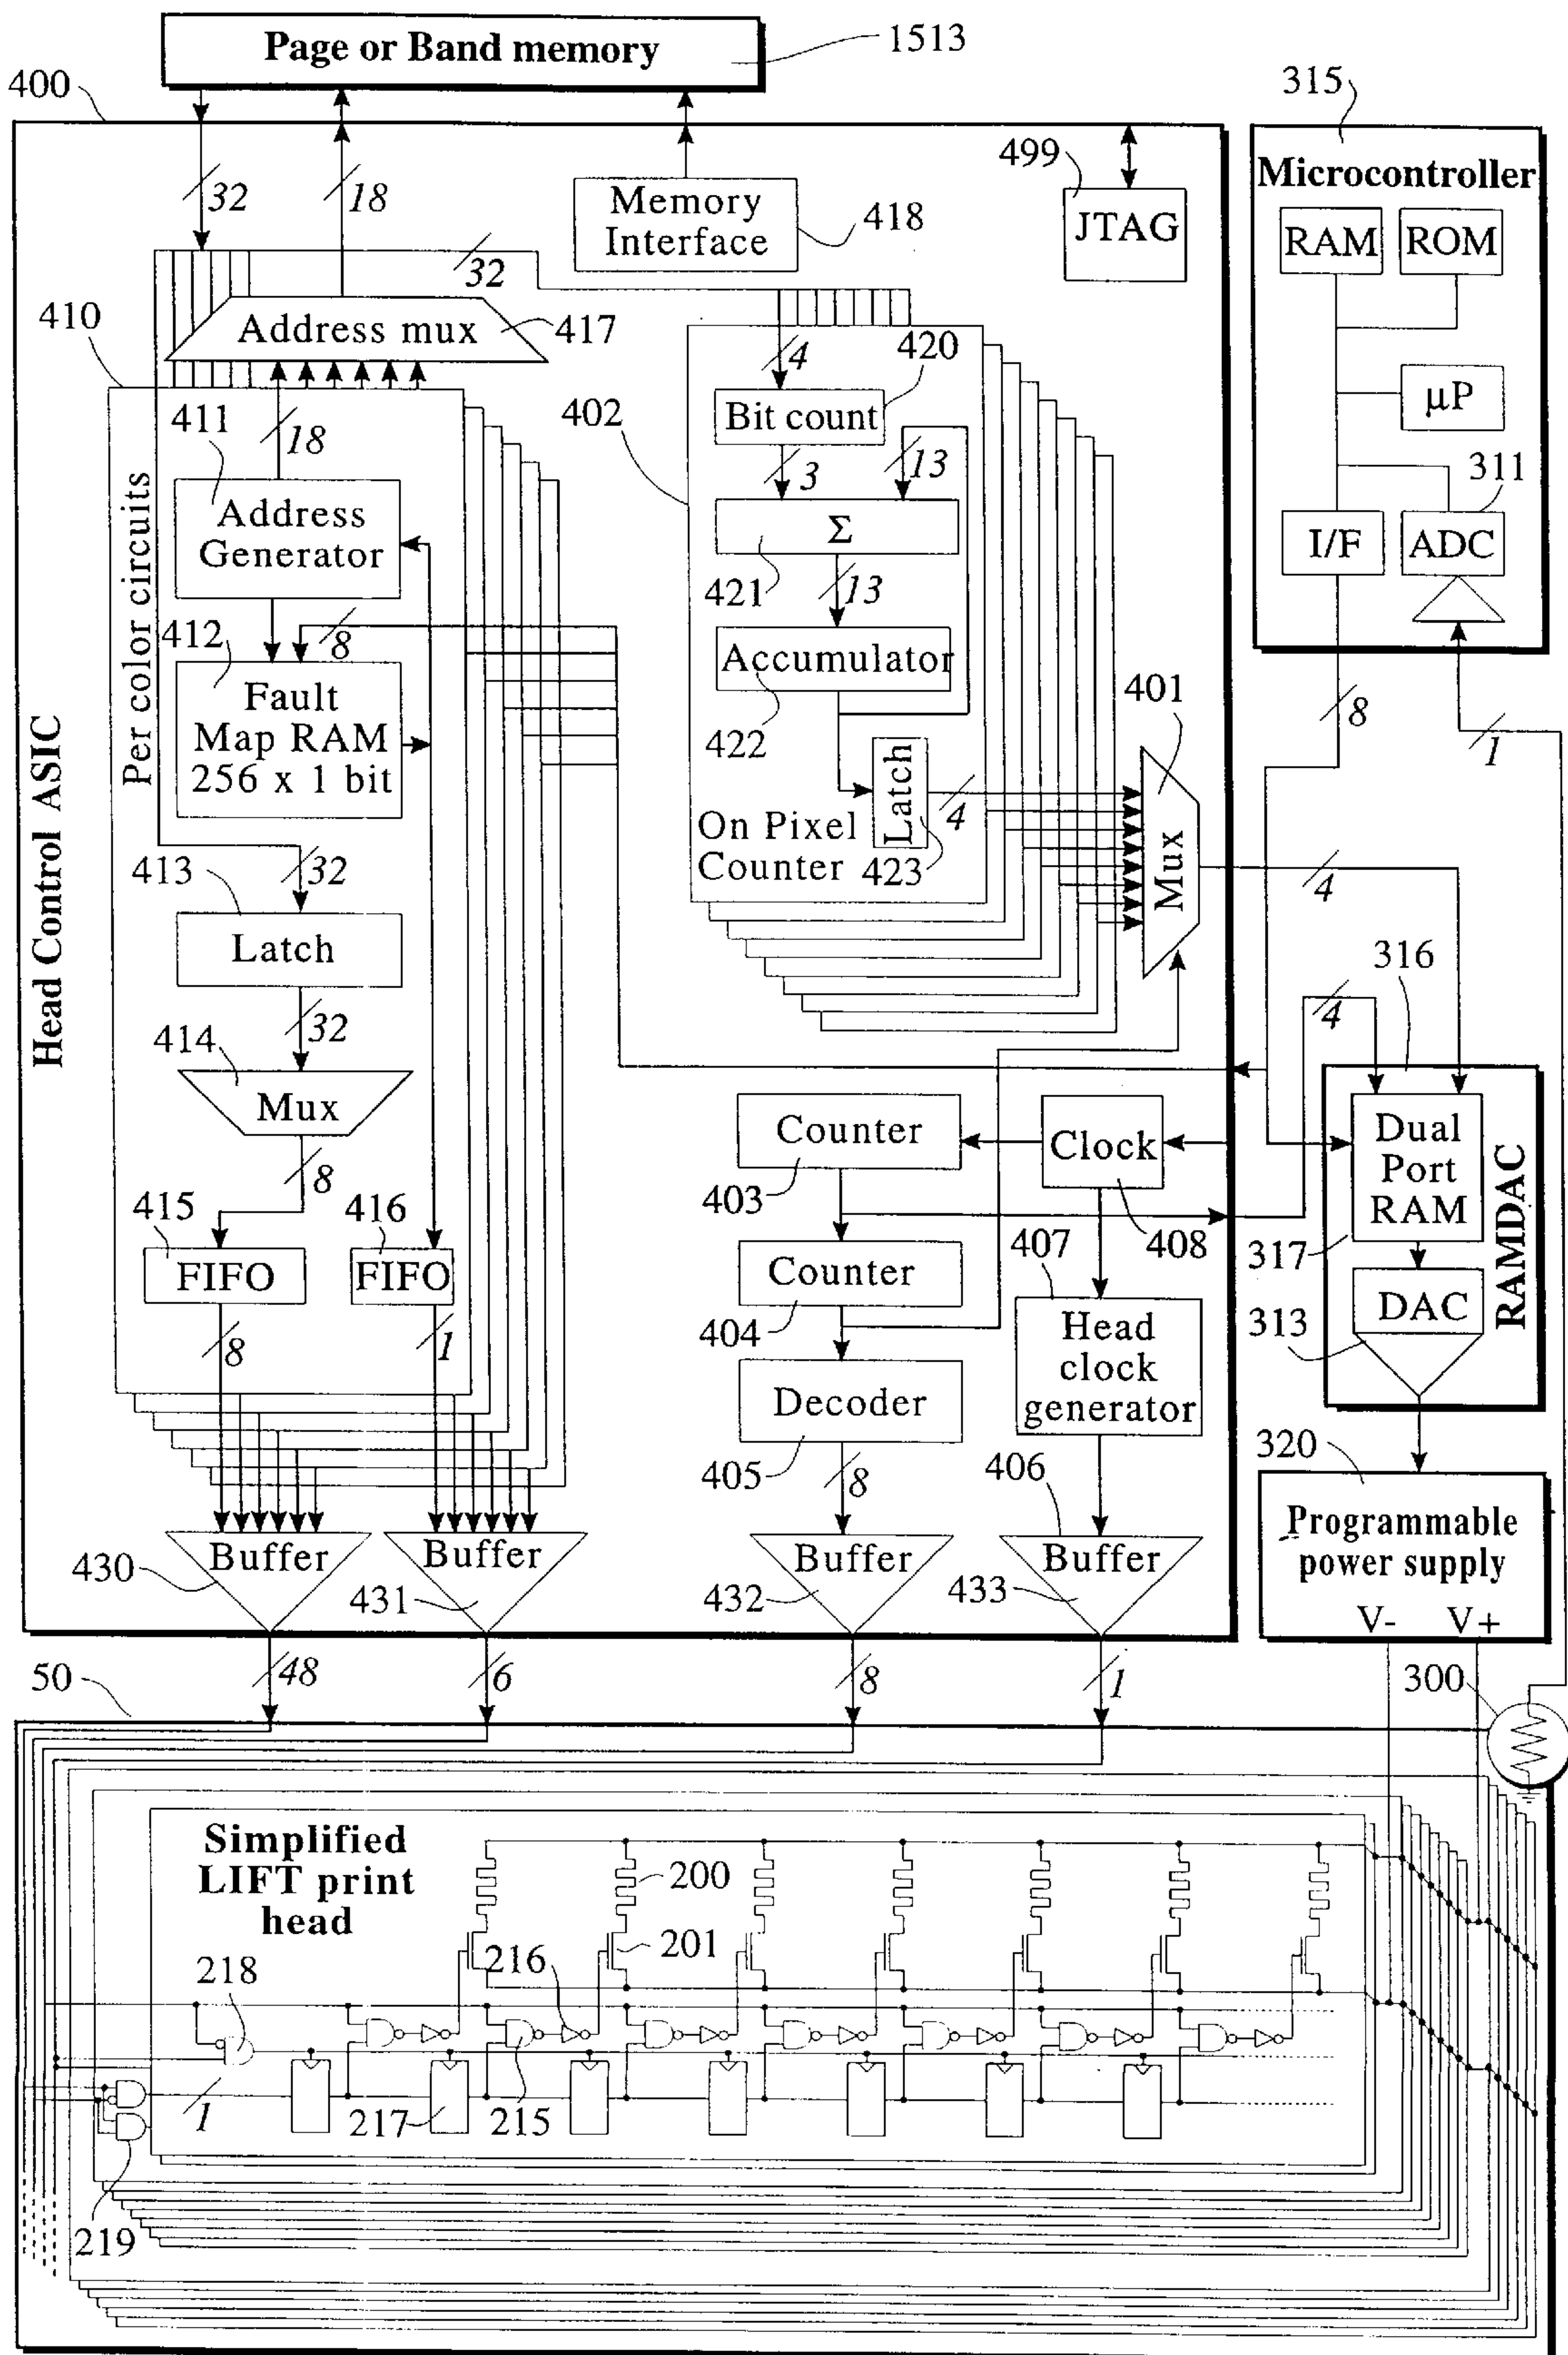 Page or Band memory
1513
400
315
499
Microcontroller
32
18
Memory
Interface
418
JTAG
RAM
ROM
32
410
Address mux
417
420
4
411
18
402
Bit count
µP
3
13
311
Address
Generator
Σ
I/F
ADC
421
13
Per color circuits
412
8
Fault
Map RAM
256 x 1 bit
Accumulator
422
401
8
1
Head Control ASIC
Latch
4
On Pixel
Counter
423
Mux
4
413
32
Latch
316
32
4
414
Mux
Counter
Clock
Dual
Port
RAM
RAMDAC
8
403
415
416
407
408
317
FIFO
FIFO
Counter
DAC
404
Head
clock
generator
313
8
1
Decoder
320
405
8
406
Programmable
power supply
Buffer
Buffer
Buffer
Buffer
430
431
432
433
V-
V+
50
48
6
8
1
300
Simplified
LIFT print
head
200
201
216
218
1
217
215
219